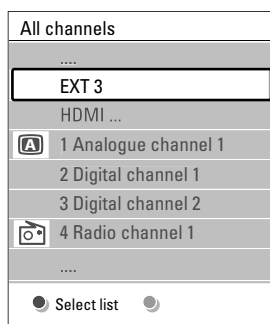 All channels
....
EXT 3
HDMI ...
A 1 Analogue channel 1
2 Digital channel 1
3 Digital channel 2
4 Radio channel 1
....
Select list